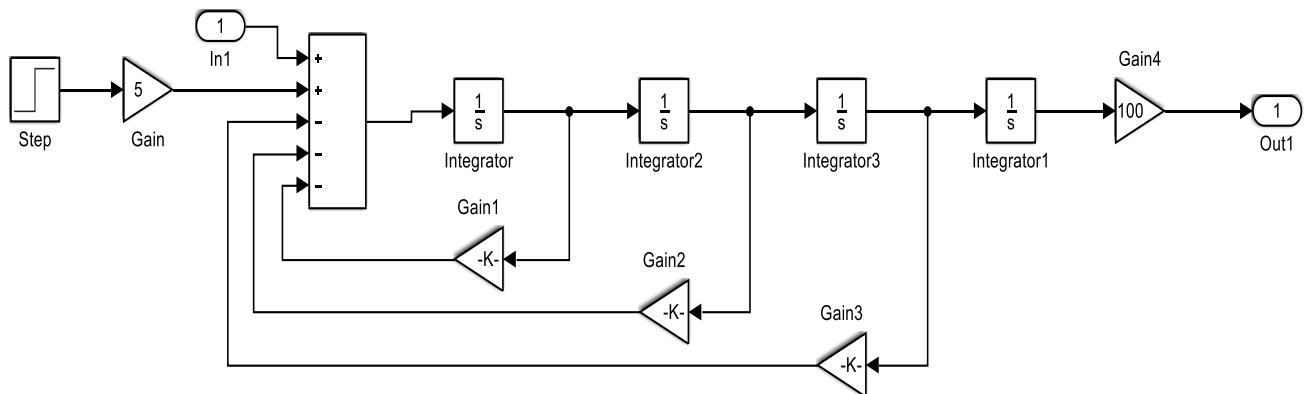 1
In1
+
+
-
-
-
Step
5
Gain
1
s
Integrator
1
s
Integrator2
1
s
Integrator3
1
s
Integrator1
Gain4
100
1
Out1
Gain1
-K-
Gain2
-K-
Gain3
-K-